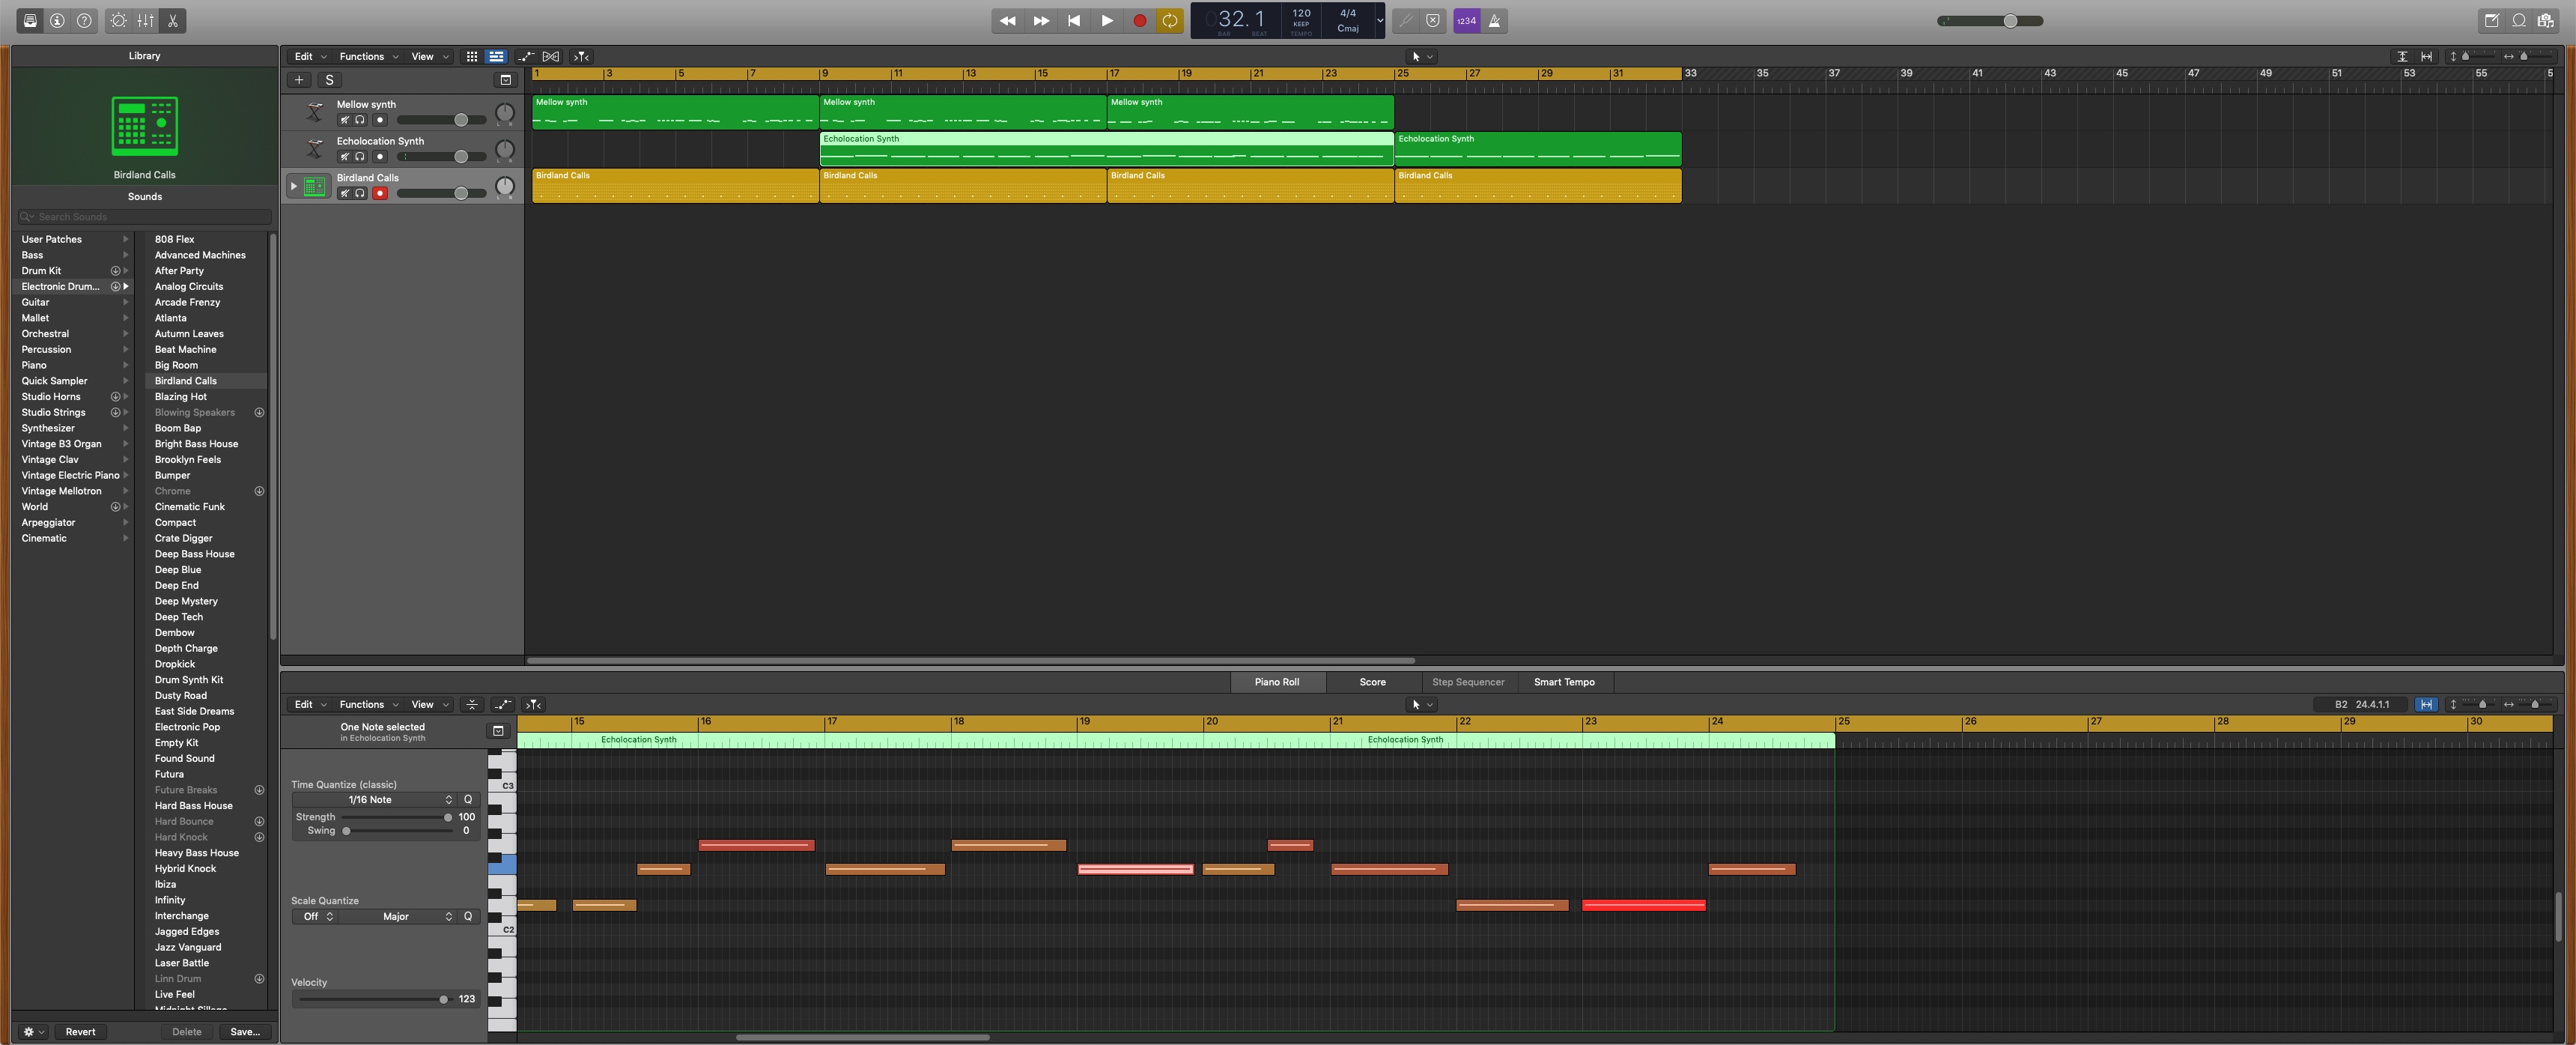 032. 1
BAR
BEAT
120
KEEP
TEMPO
4/4
Cmaj
1234
Library
Birdland Calls
Sounds
Search Sounds
User Patches
Bass
Drum Kit
Electronic Drum...
Guitar
Mallet
Orchestral
Percussion
Piano
Quick Sampler
Studio Horns
Studio Strings
Synthesizer
Vintage B3 Organ
Vintage Clav
Vintage Electric Piano
Vintage Mellotron
World
Arpeggiator
Cinematic
808 Flex
Advanced Machines
After Party
Analog Circuits
Arcade Frenzy
Atlanta
Autumn Leaves
Beat Machine
Big Room
Birdland Calls
Blazing Hot
Blowing Speakers
Boom Bap
Bright Bass House
Brooklyn Feels
Bumper
Chrome
Cinematic Funk
Compact
Crate Digger
Deep Bass House
Deep Blue
Deep End
Deep Mystery
Deep Tech
Dembow
Depth Charge
Dropkick
Drum Synth Kit
Dusty Road
East Side Dreams
Electronic Pop
Empty Kit
Found Sound
Futura
Future Breaks
Hard Bass House
Hard Bounce
Hard Knock
Heavy Bass House
Hybrid Knock
Ibiza
Infinity
Interchange
Jagged Edges
Jazz Vanguard
Laser Battle
Linn Drum
Live Feel
Revert
Delete
Save...
Edit
Functions
View
S
1 3 5 7 9 11 13 15 17 19 21 23 25 27 29 31 33 35 37 39 41 43 45 47 49 51 53 55 5
Mellow synth
Mellow synth
Mellow synth
Mellow synth
Echolocation Synth
Echolocation Synth
Echolocation Synth
Birdland Calls
Birdland Calls
Birdland Calls
Birdland Calls
Birdland Calls
Piano Roll
Score
Step Sequencer
Smart Tempo
Edit
Functions
View
B2 24.4.1.1
One Note selected
in Echolocation Synth
15 16 17 18 19 20 21 22 23 24 25 26 27 28 29 30
Echolocation Synth
Echolocation Synth
Time Quantize (classic)
1/16 Note
Q
Strength
100
Swing
0
Scale Quantize
Off
Major
Q
Velocity
123
C3
C2